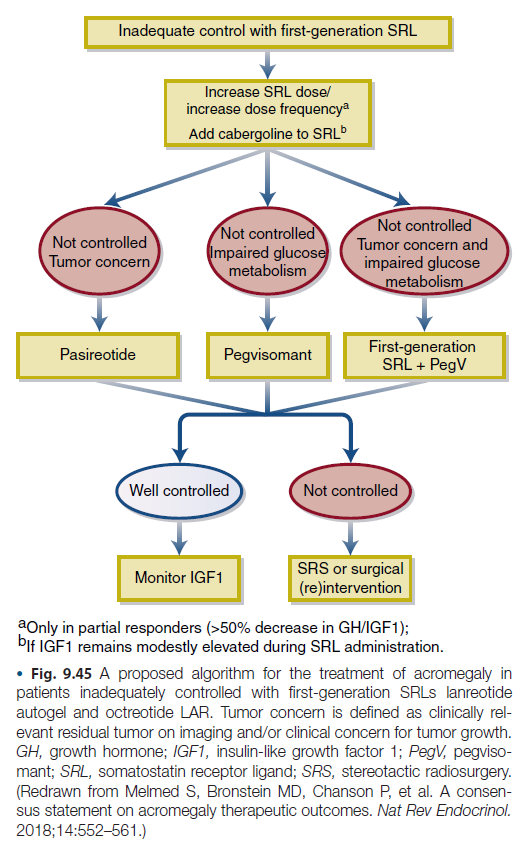 Inadequate control with first-generation SRL
Increase SRL dose/
increase dose frequencyᵃ
Add cabergoline to SRLᵇ
Not controlled
Tumor concern
Not controlled
Impaired glucose
metabolism
Not controlled
Tumor concern and
impaired glucose
metabolism
Pasireotide
Pegvisomant
First-generation
SRL + PegV
Well controlled
Not controlled
Monitor IGF1
SRS or surgical
(re)intervention
ᵃOnly in partial responders (>50% decrease in GH/IGF1);
ᵇIf IGF1 remains modestly elevated during SRL administration.
• Fig. 9.45 A proposed algorithm for the treatment of acromegaly in
patients inadequately controlled with first-generation SRLs lanreotide
autogel and octreotide LAR. Tumor concern is defined as clinically rel-
evant residual tumor on imaging and/or clinical concern for tumor growth.
GH, growth hormone; IGF1, insulin-like growth factor 1; PegV, pegviso-
mant; SRL, somatostatin receptor ligand; SRS, stereotactic radiosurgery.
(Redrawn from Melmed S, Bronstein MD, Chanson P, et al. A consen-
sus statement on acromegaly therapeutic outcomes. Nat Rev Endocrinol.
2018;14:552–561.)